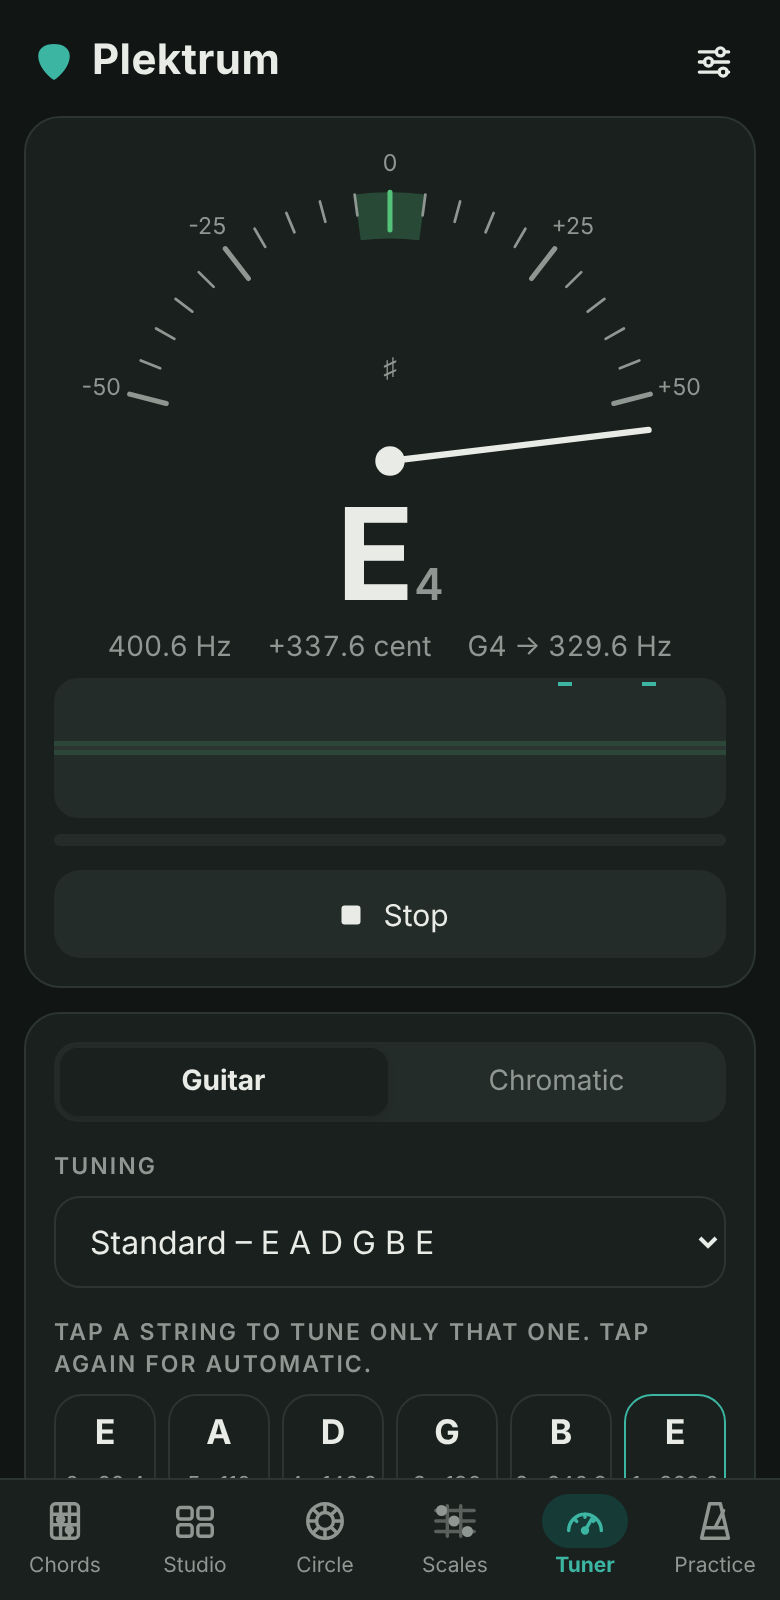 Plektrum
0
-25
+25
♯
-50
+50
E4
400.6 Hz +337.6 cent G4 → 329.6 Hz
Stop
Guitar Chromatic
TUNING
Standard – E A D G B E
TAP A STRING TO TUNE ONLY THAT ONE. TAP
AGAIN FOR AUTOMATIC.
E A D G B E
Chords Studio Circle Scales Tuner Practice